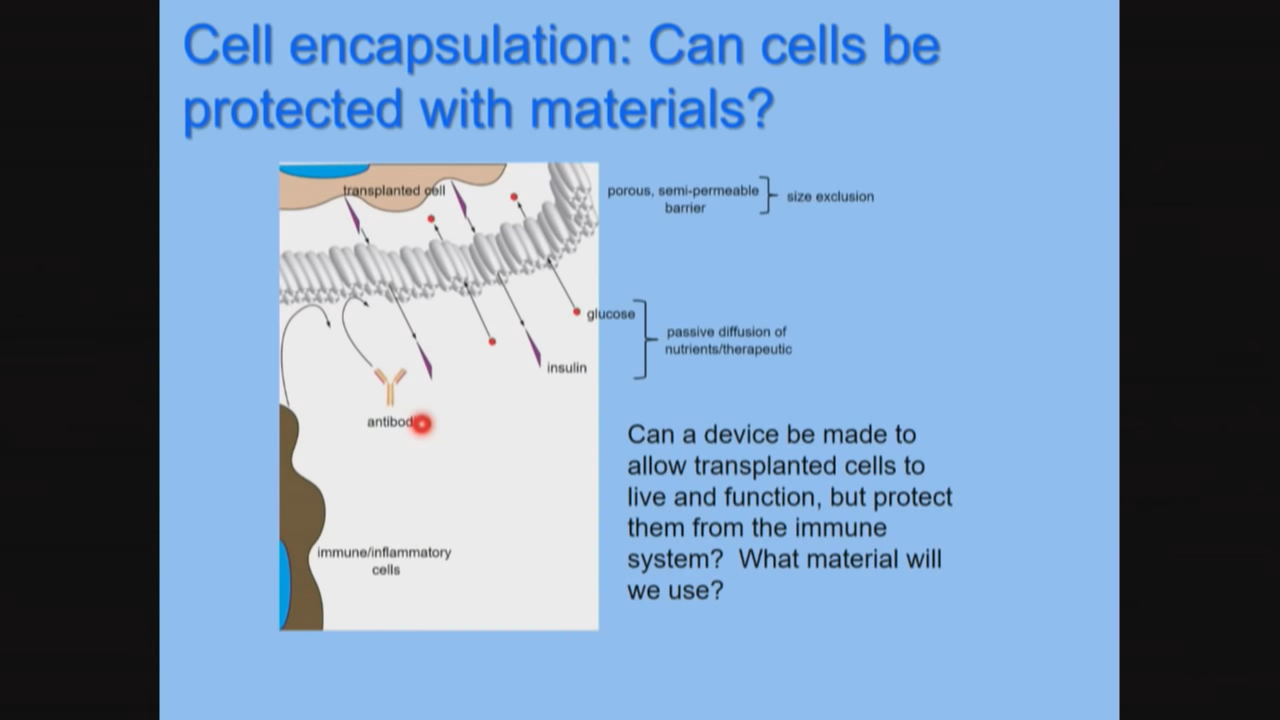 Cell encapsulation: Can cells be
protected with materials?
transplanted cell
porous, semi-permeable
barrier
size exclusion
glucose
passive diffusion of
nutrients/therapeutic
insulin
antibod
Can a device be made to
allow transplanted cells to
live and function, but protect
them from the immune
system? What material will
we use?
immune/inflammatory
cells